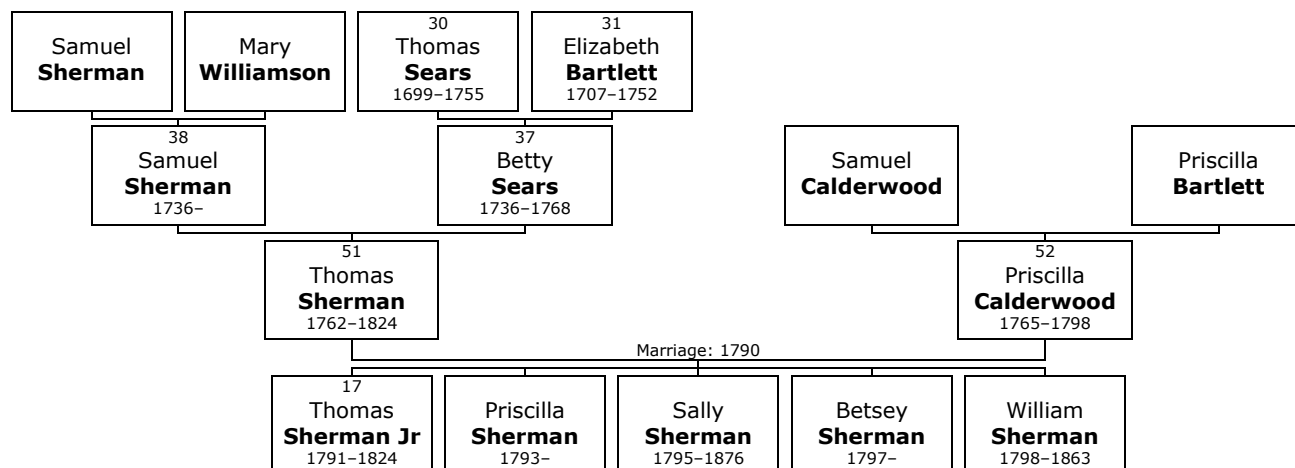 Samuel
Sherman
Mary
Williamson
30
Thomas
Sears
1699–1755
31
Elizabeth
Bartlett
1707–1752
38
Samuel
Sherman
1736–
37
Betty
Sears
1736–1768
Samuel
Calderwood
Priscilla
Bartlett
51
Thomas
Sherman
1762–1824
52
Priscilla
Calderwood
1765–1798
Marriage: 1790
17
Thomas
Sherman Jr
1791–1824
Priscilla
Sherman
1793–
Sally
Sherman
1795–1876
Betsey
Sherman
1797–
William
Sherman
1798–1863